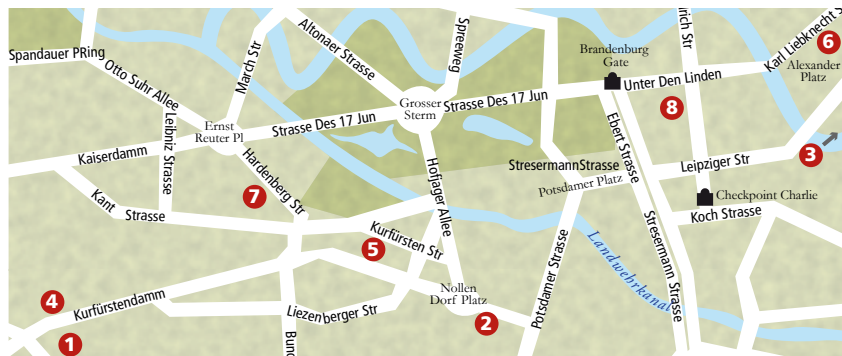 Spandauer PRing
Otto Suhr Allee
March Str
Altonaer Strasse
Spreeweg
Brandenburg
Gate
Karl Liebknecht S
6
Alexander
Platz
rich Str
Unter Den Linden
8
Grosser
Sterm
Strasse Des 17 Jun
Strasse Des 17 Jun
Ernst
Reuter Pl
Leibniz Strasse
Kaiserdamm
Hardenberg Str
7
Kant Strasse
Hofiager Allee
Ebert Strasse
StresermannStrasse
Potsdamer Platz
Leipziger Str
3
Checkpoint Charlie
Koch Strasse
Kurfürsten Str
5
Stresermann Strasse
Landwehrkanal
Potsdamer Strasse
4
Kurfürstendamm
Liezenberger Str
Nollen
Dorf Platz
2
1
Bund